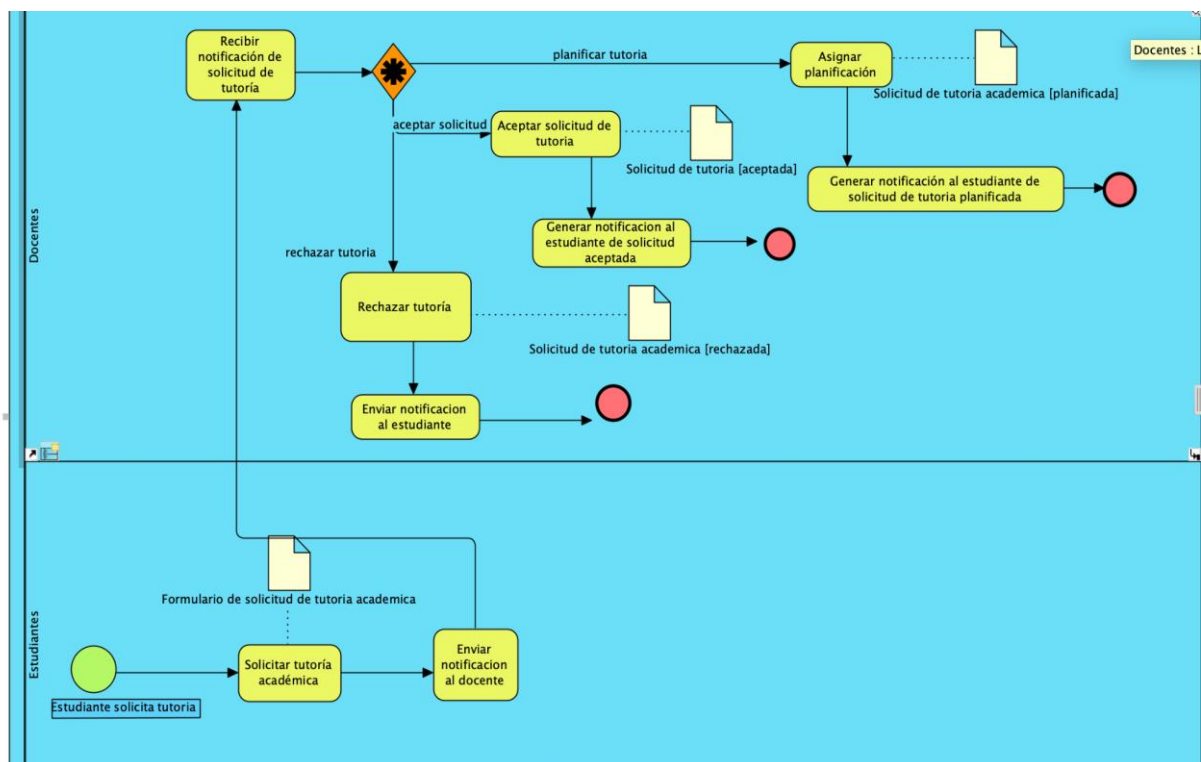 Recibir
notificación de
solicitud de
tutoría
planificar tutoria
Asignar
planificación
Docentes : L
Solicitud de tutoria academica [planificada]
aceptar solicitud
Aceptar solicitud de
tutoria
Solicitud de tutoria [aceptada]
Generar notificación al estudiante de
solicitud de tutoria planificada
Generar notificacion al
estudiante de solicitud
aceptada
rechazar tutoria
Docentes
Rechazar tutoría
Solicitud de tutoria academica [rechazada]
Enviar notificacion
al estudiante
Formulario de solicitud de tutoria academica
Estudiantes
Solicitar tutoría
académica
Enviar
notificacion
al docente
Estudiante solicita tutoria